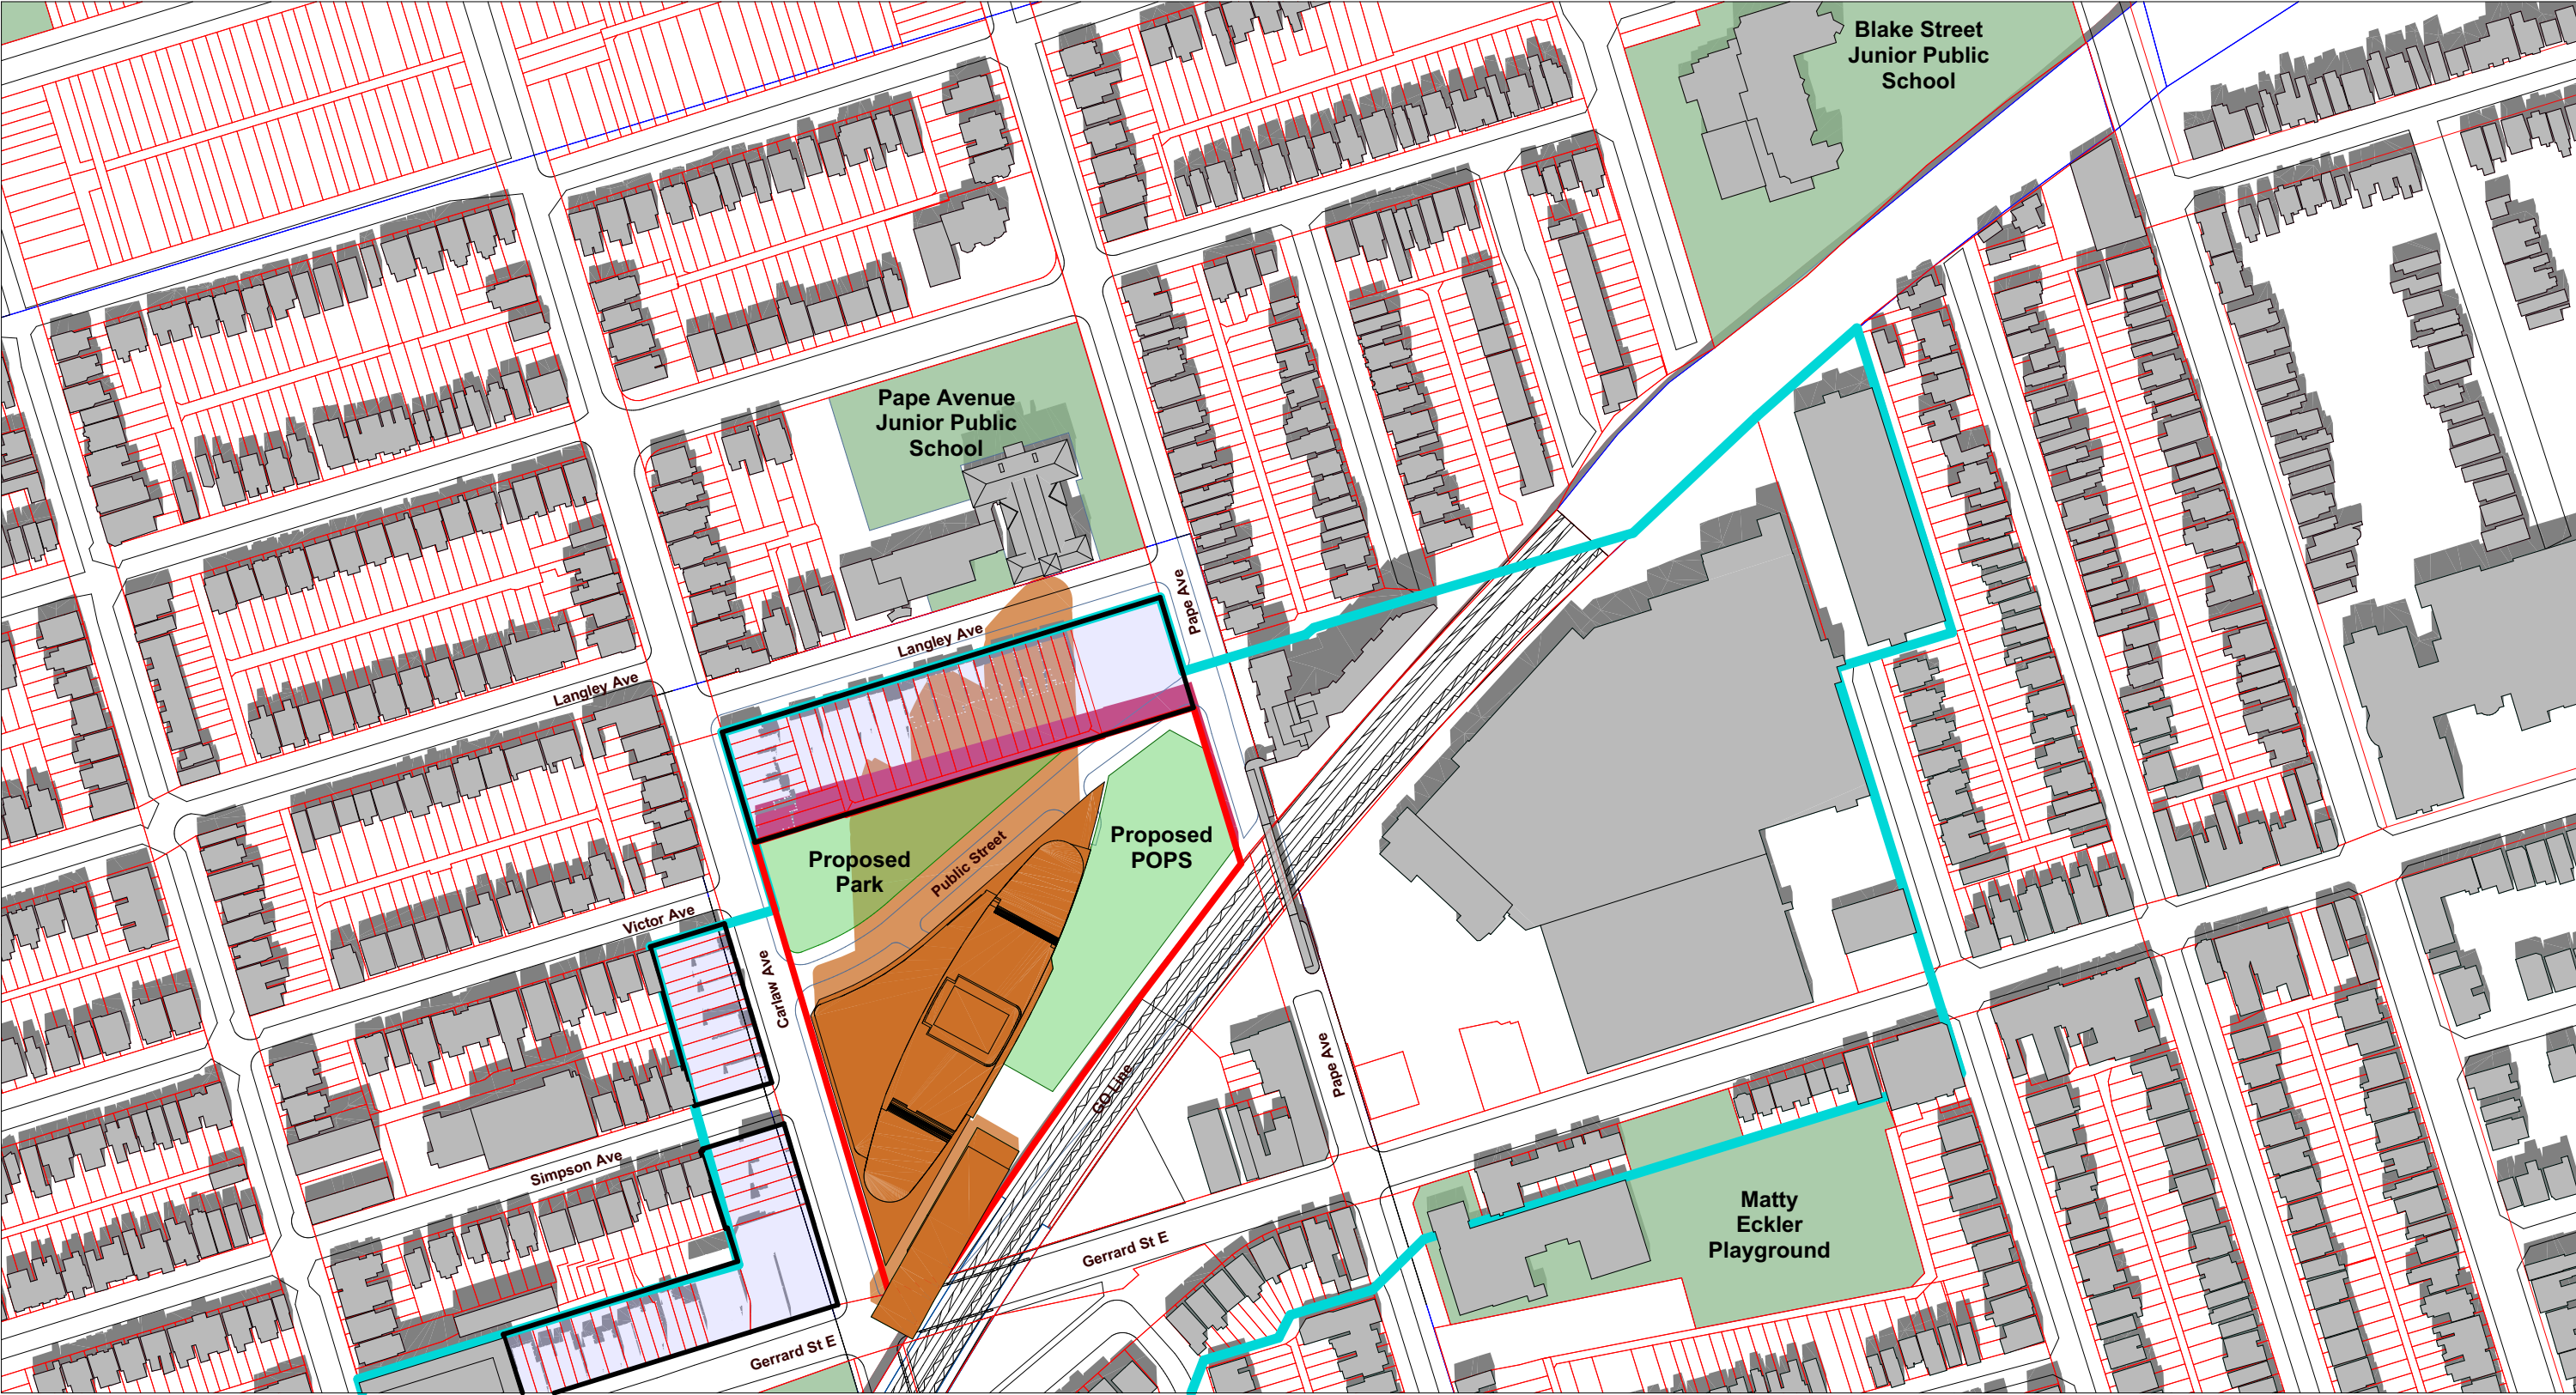 Blake Street
Junior Public
School
Pape Avenue
Junior Public
School
Pape Ave
Langley Ave
Langley Ave
Proposed
POPS
Proposed
Park
Public Street
Victor Ave
Carlaw Ave
GO Line
Pape Ave
Simpson Ave
Matty
Eckler
Playground
Gerrard St E
Gerrard St E